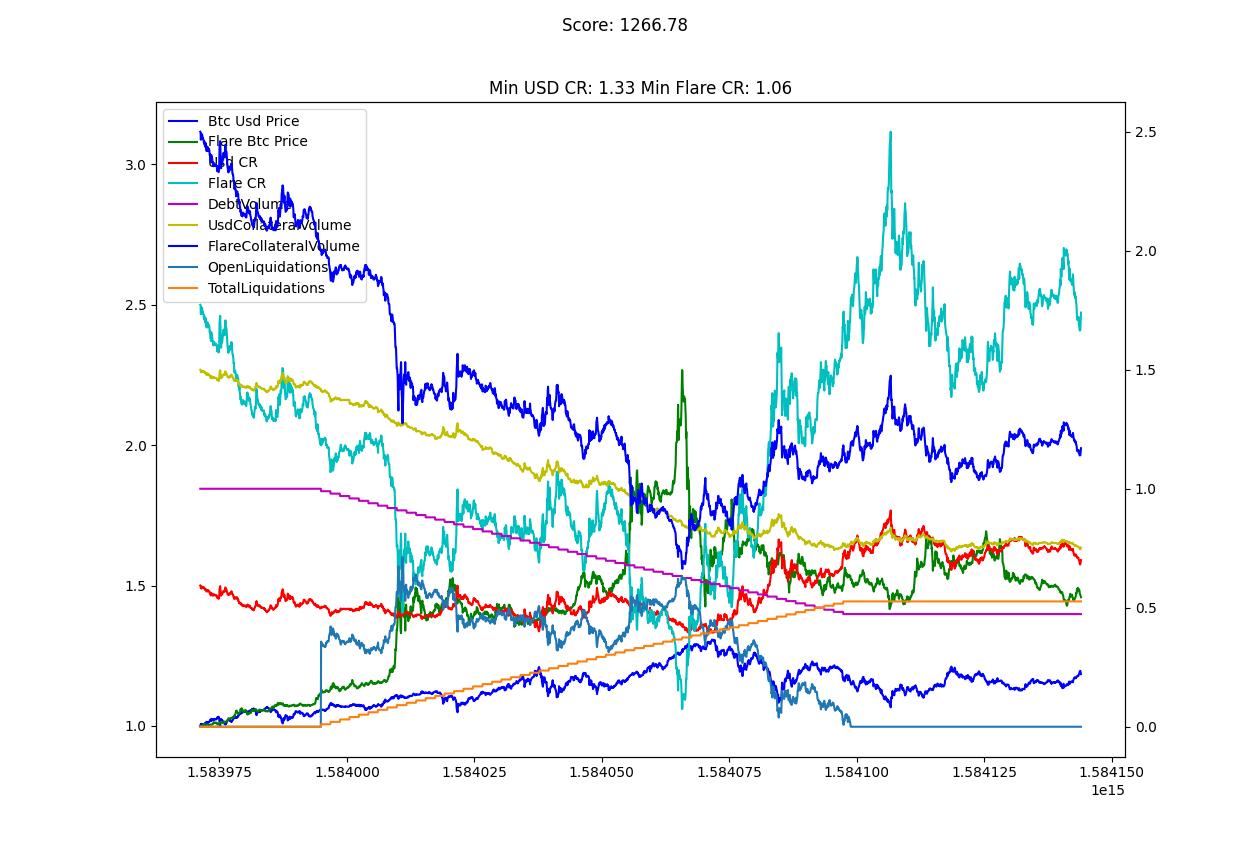 Score: 1266.78
Min USD CR: 1.33 Min Flare CR: 1.06
Btc Usd Price
Flare Btc Price
Usd CR
Flare CR
DebtVolume
UsdCollateralVolume
FlareCollateralVolume
OpenLiquidations
TotalLiquidations
3.0
2.5
2.0
1.5
1.0
2.5
2.0
1.5
1.0
0.5
0.0
1.583975 1.584000 1.584025 1.584050 1.584075 1.584100 1.584125 1.584150
1e15